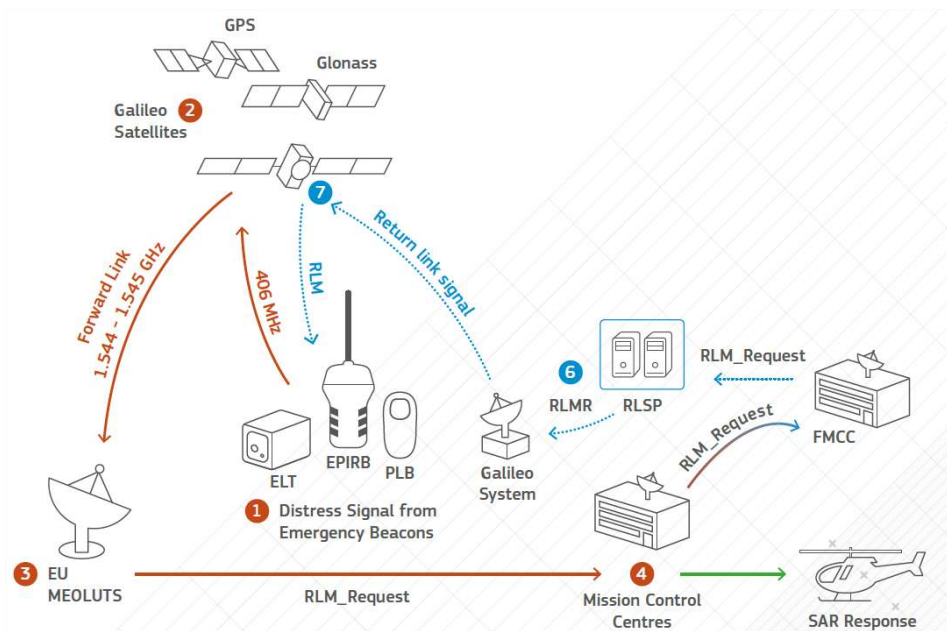 GPS
Glonass
Galileo 2
Satellites
7
Forward Link
1.544 - 1.545 GHz
406 MHz
RLM
Return link signal
6
RLMR
RLSP
RLM_Request
FMCC
RLM_Request
ELT
EPIRB
PLB
Galileo
System
1 Distress Signal from
Emergency Beacons
3 EU
MEOLUTS
RLM_Request
4
Mission Control
Centres
SAR Response